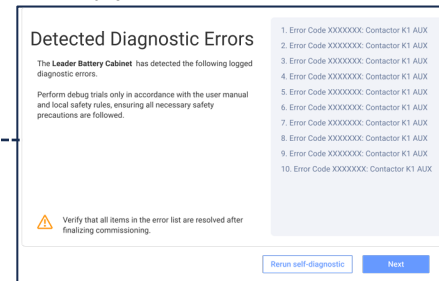 Detected Diagnostic Errors
The Leader Battery Cabinet has detected the following logged
diagnostic errors.
Perform debug trials only in accordance with the user manual
and local safety rules, ensuring all necessary safety
precautions are followed.
Verify that all items in the error list are resolved after
finalizing commissioning.
1. Error Code XXXXXXX: Contactor K1 AUX
2. Error Code XXXXXXX: Contactor K1 AUX
3. Error Code XXXXXXX: Contactor K1 AUX
4. Error Code XXXXXXX: Contactor K1 AUX
5. Error Code XXXXXXX: Contactor K1 AUX
6. Error Code XXXXXXX: Contactor K1 AUX
7. Error Code XXXXXXX: Contactor K1 AUX
8. Error Code XXXXXXX: Contactor K1 AUX
9. Error Code XXXXXXX: Contactor K1 AUX
10. Error Code XXXXXXX: Contactor K1 AUX
Rerun self-diagnostic
Next